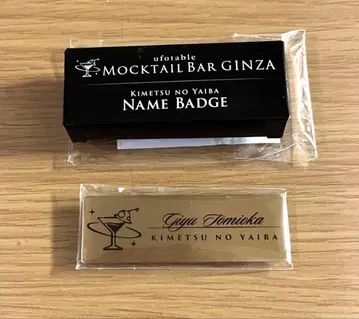 ufotable
MOCKTAIL BAR GINZA
KIMETSU NO YAIBA
NAME BADGE
Giyu Tomioka
KIMETSU NO YAIBA